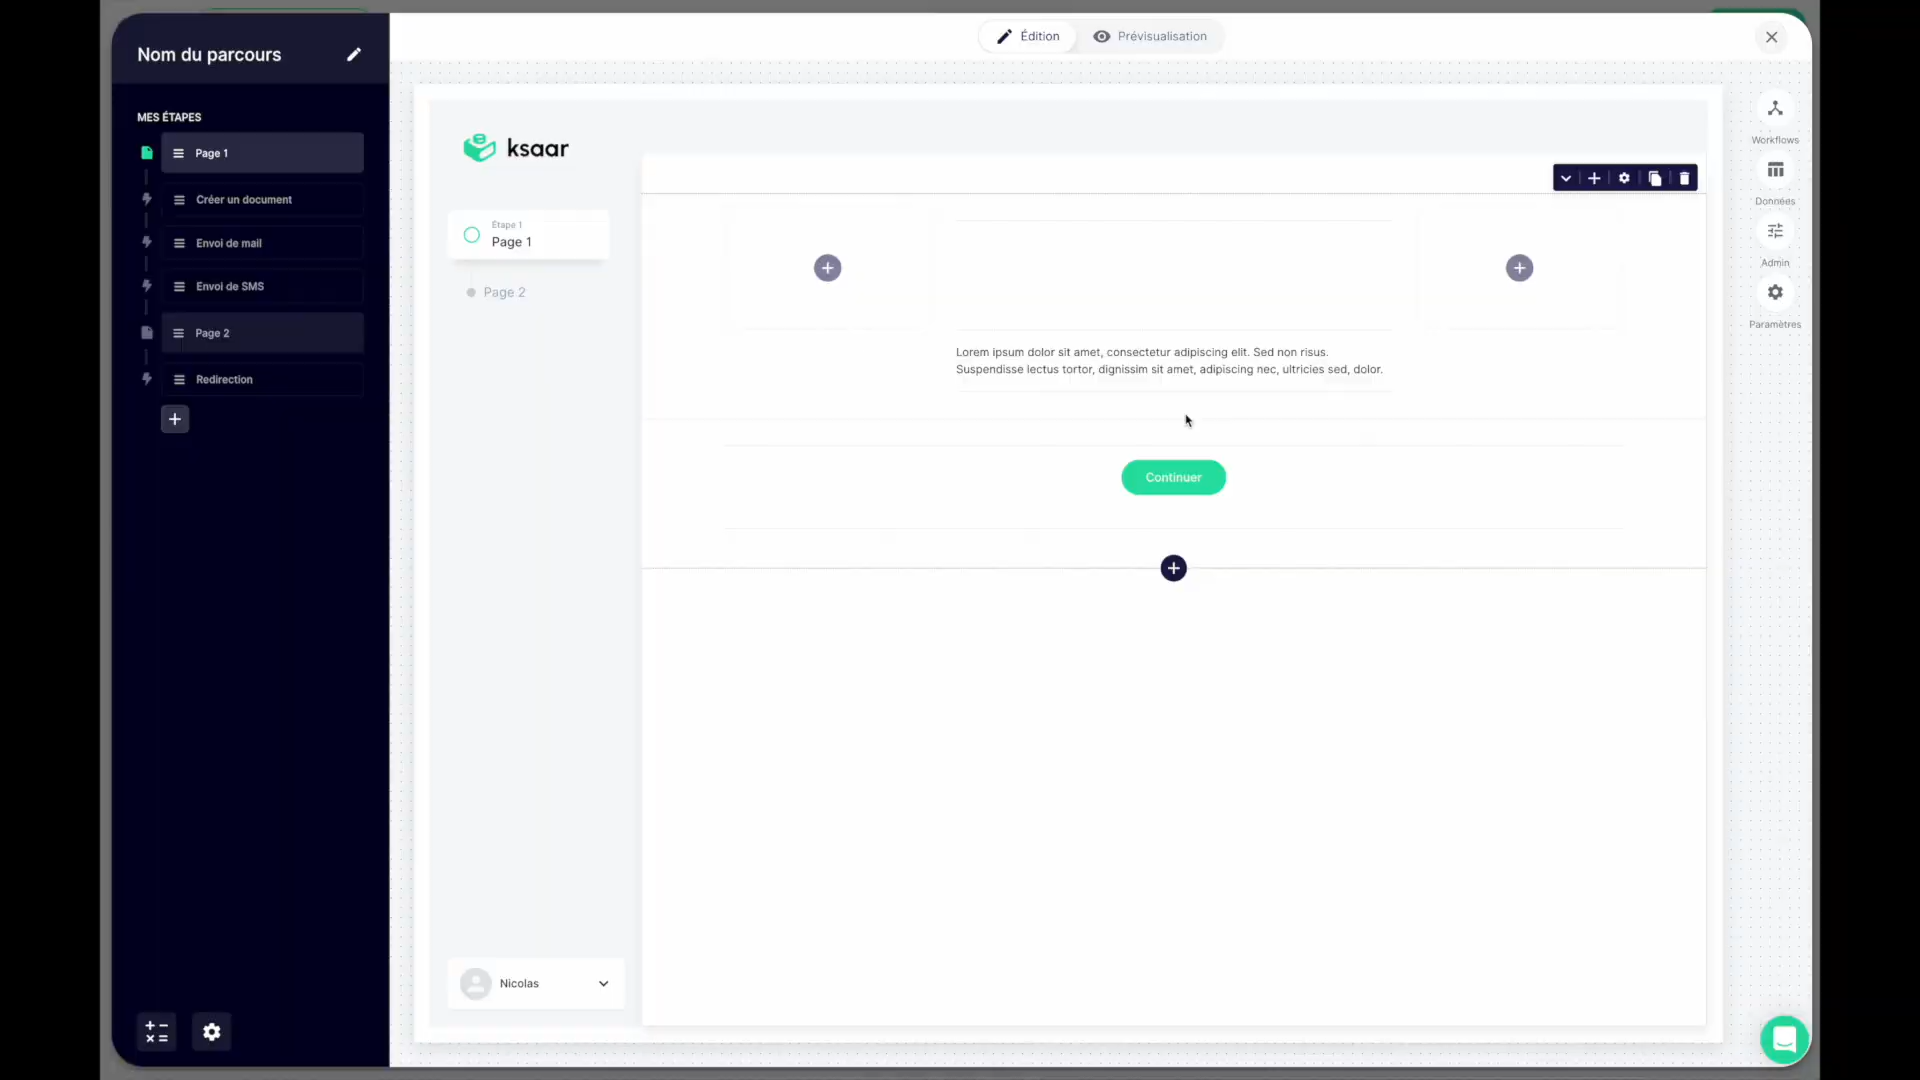 Nom du parcours
Édition
Prévisualisation
MES ÉTAPES
Page 1
Créer un document
Envoi de mail
Envoi de SMS
Page 2
Redirection
ksaar
Étape 1
Page 1
Page 2
Lorem ipsum dolor sit amet, consectetur adipiscing elit. Sed non risus.
Suspendisse lectus tortor, dignissim sit amet, adipiscing nec, ultricies sed, dolor.
Continuer
Nicolas
Workflows
Données
Admin
Paramètres